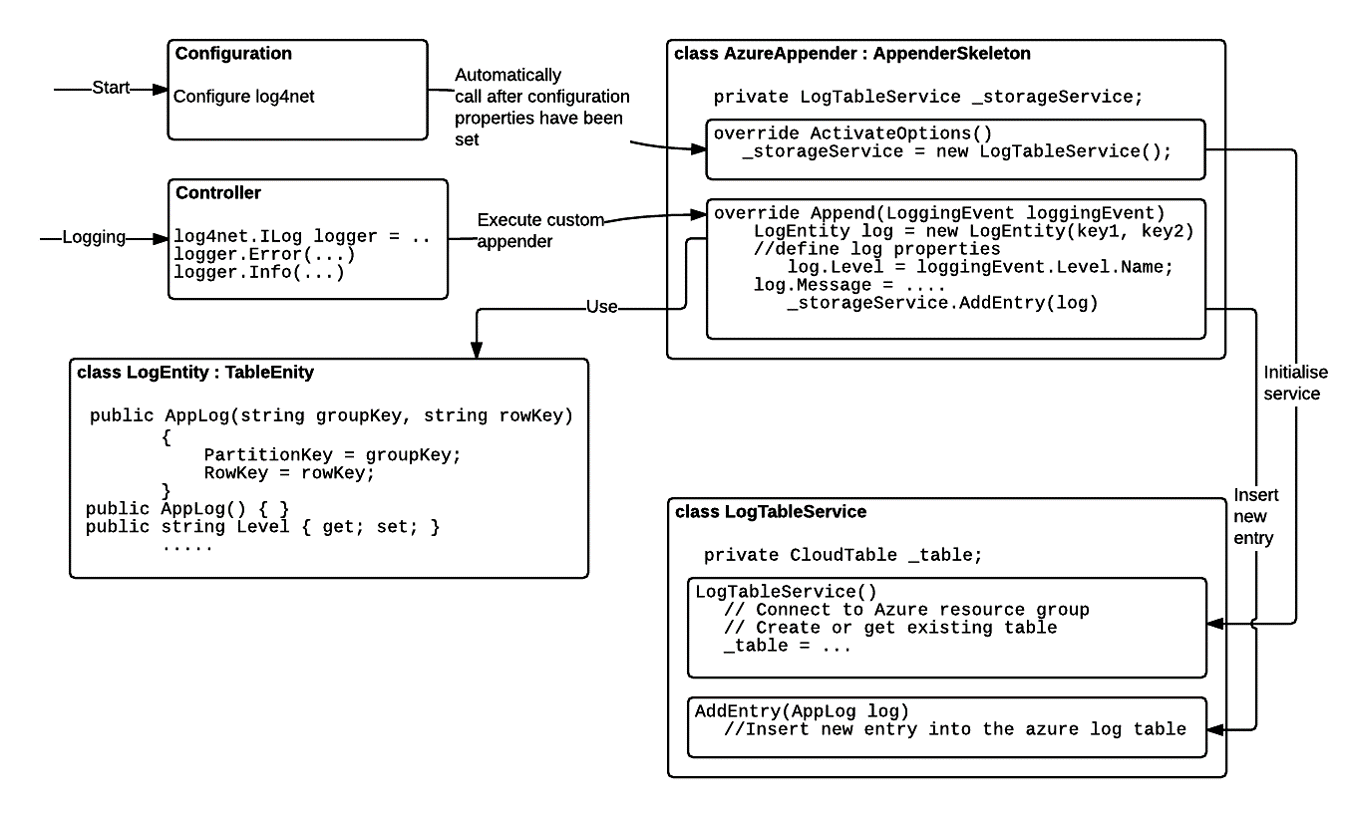 Configuration
Start
Configure log4net
Automatically
call after configuration
properties have been
set
class AzureAppender : AppenderSkeleton
private LogTableService _storageService;
override ActivateOptions()
_storageService = new LogTableService();
Controller
Logging
log4net.ILog logger = ..
logger.Error(...)
logger.Info(...)
Execute custom
appender
override Append(LoggingEvent loggingEvent)
LogEntity log = new LogEntity(key1, key2)
//define log properties
log.Level = loggingEvent.Level.Name;
log.Message = ....
_storageService.AddEntry(log)
Use
Initialise
service
class LogEntity : TableEnity
public AppLog(string groupKey, string rowKey)
{
PartitionKey = groupKey;
RowKey = rowKey;
}
public AppLog() { }
public string Level { get; set; }
.....
Insert
new
entry
class LogTableService
private CloudTable _table;
LogTableService()
// Connect to Azure resource group
// Create or get existing table
_table = ...
AddEntry(AppLog log)
//Insert new entry into the azure log table